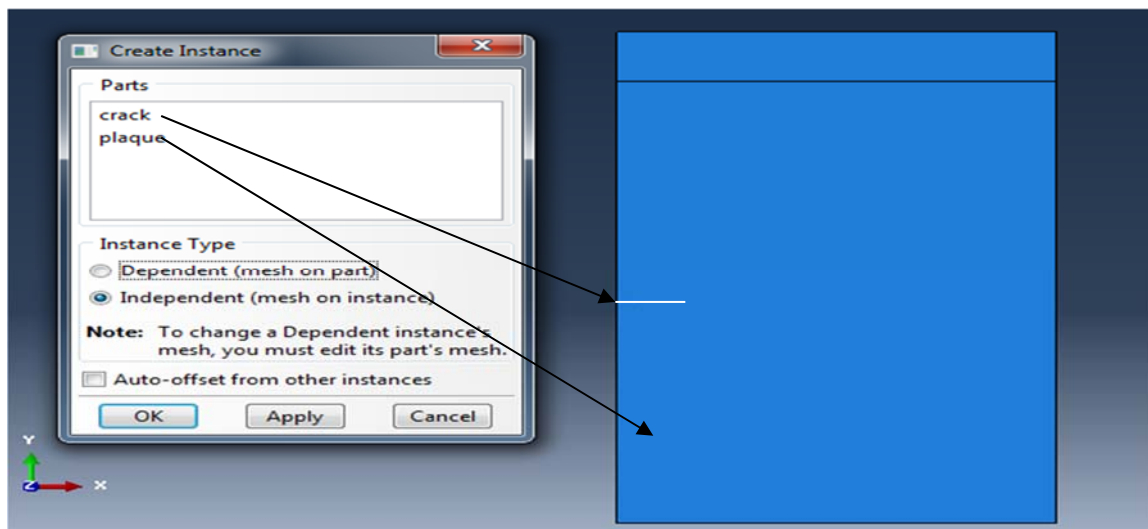 Create Instance
Parts
crack
plaque
Instance Type
Dependent (mesh on part)
Independent (mesh on instance)
Note: To change a Dependent instance's
mesh, you must edit its part's mesh.
Auto-offset from other instances
OK Apply Cancel
Y
Z X